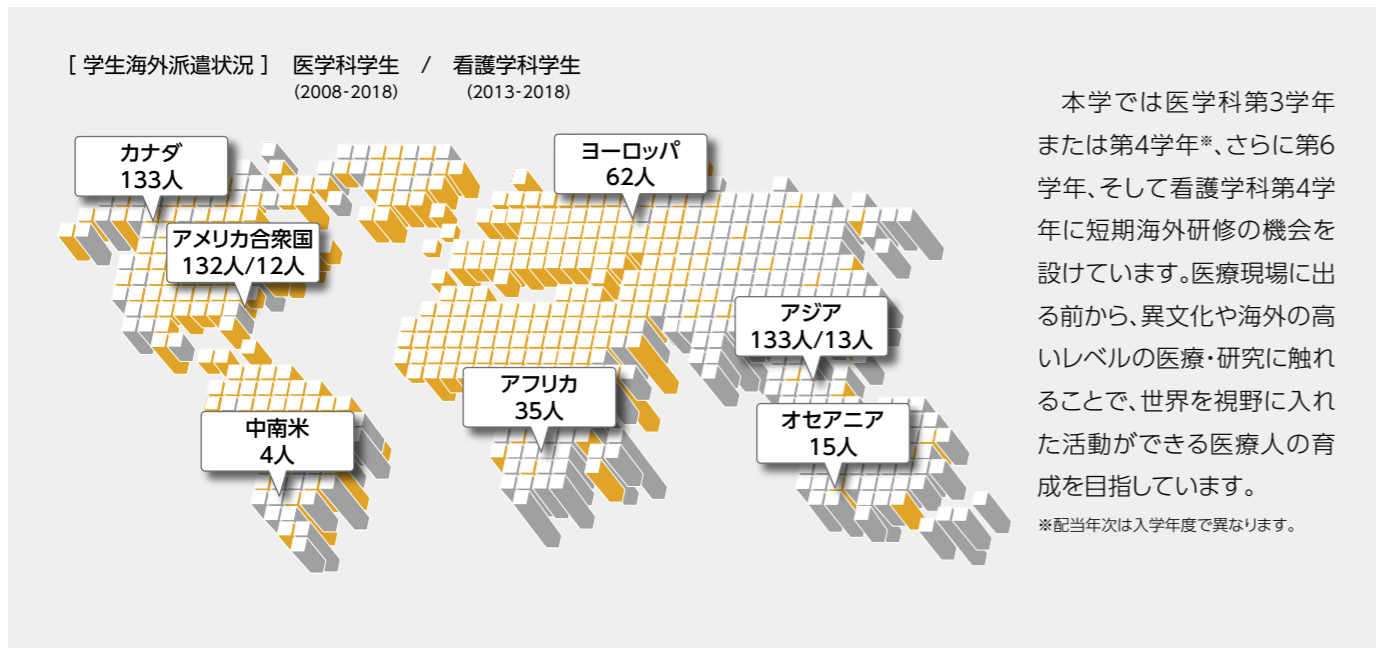 [ 学生海外派遣状況 ] 医学科学生 / 看護学科学生
(2008-2018) (2013-2018)
カナダ
133人
ヨーロッパ
62人
アメリカ合衆国
132人/12人
アジア
133人/13人
アフリカ
35人
オセアニア
15人
中南米
4人
本学では医学科第3学年
または第4学年※、さらに第6
学年、そして看護学科第4学
年に短期海外研修の機会を
設けています。医療現場に出
る前から、異文化や海外の高
いレベルの医療・研究に触れ
ることで、世界を視野に入れ
た活動ができる医療人の育
成を目指しています。
※配当年次は入学年度で異なります。